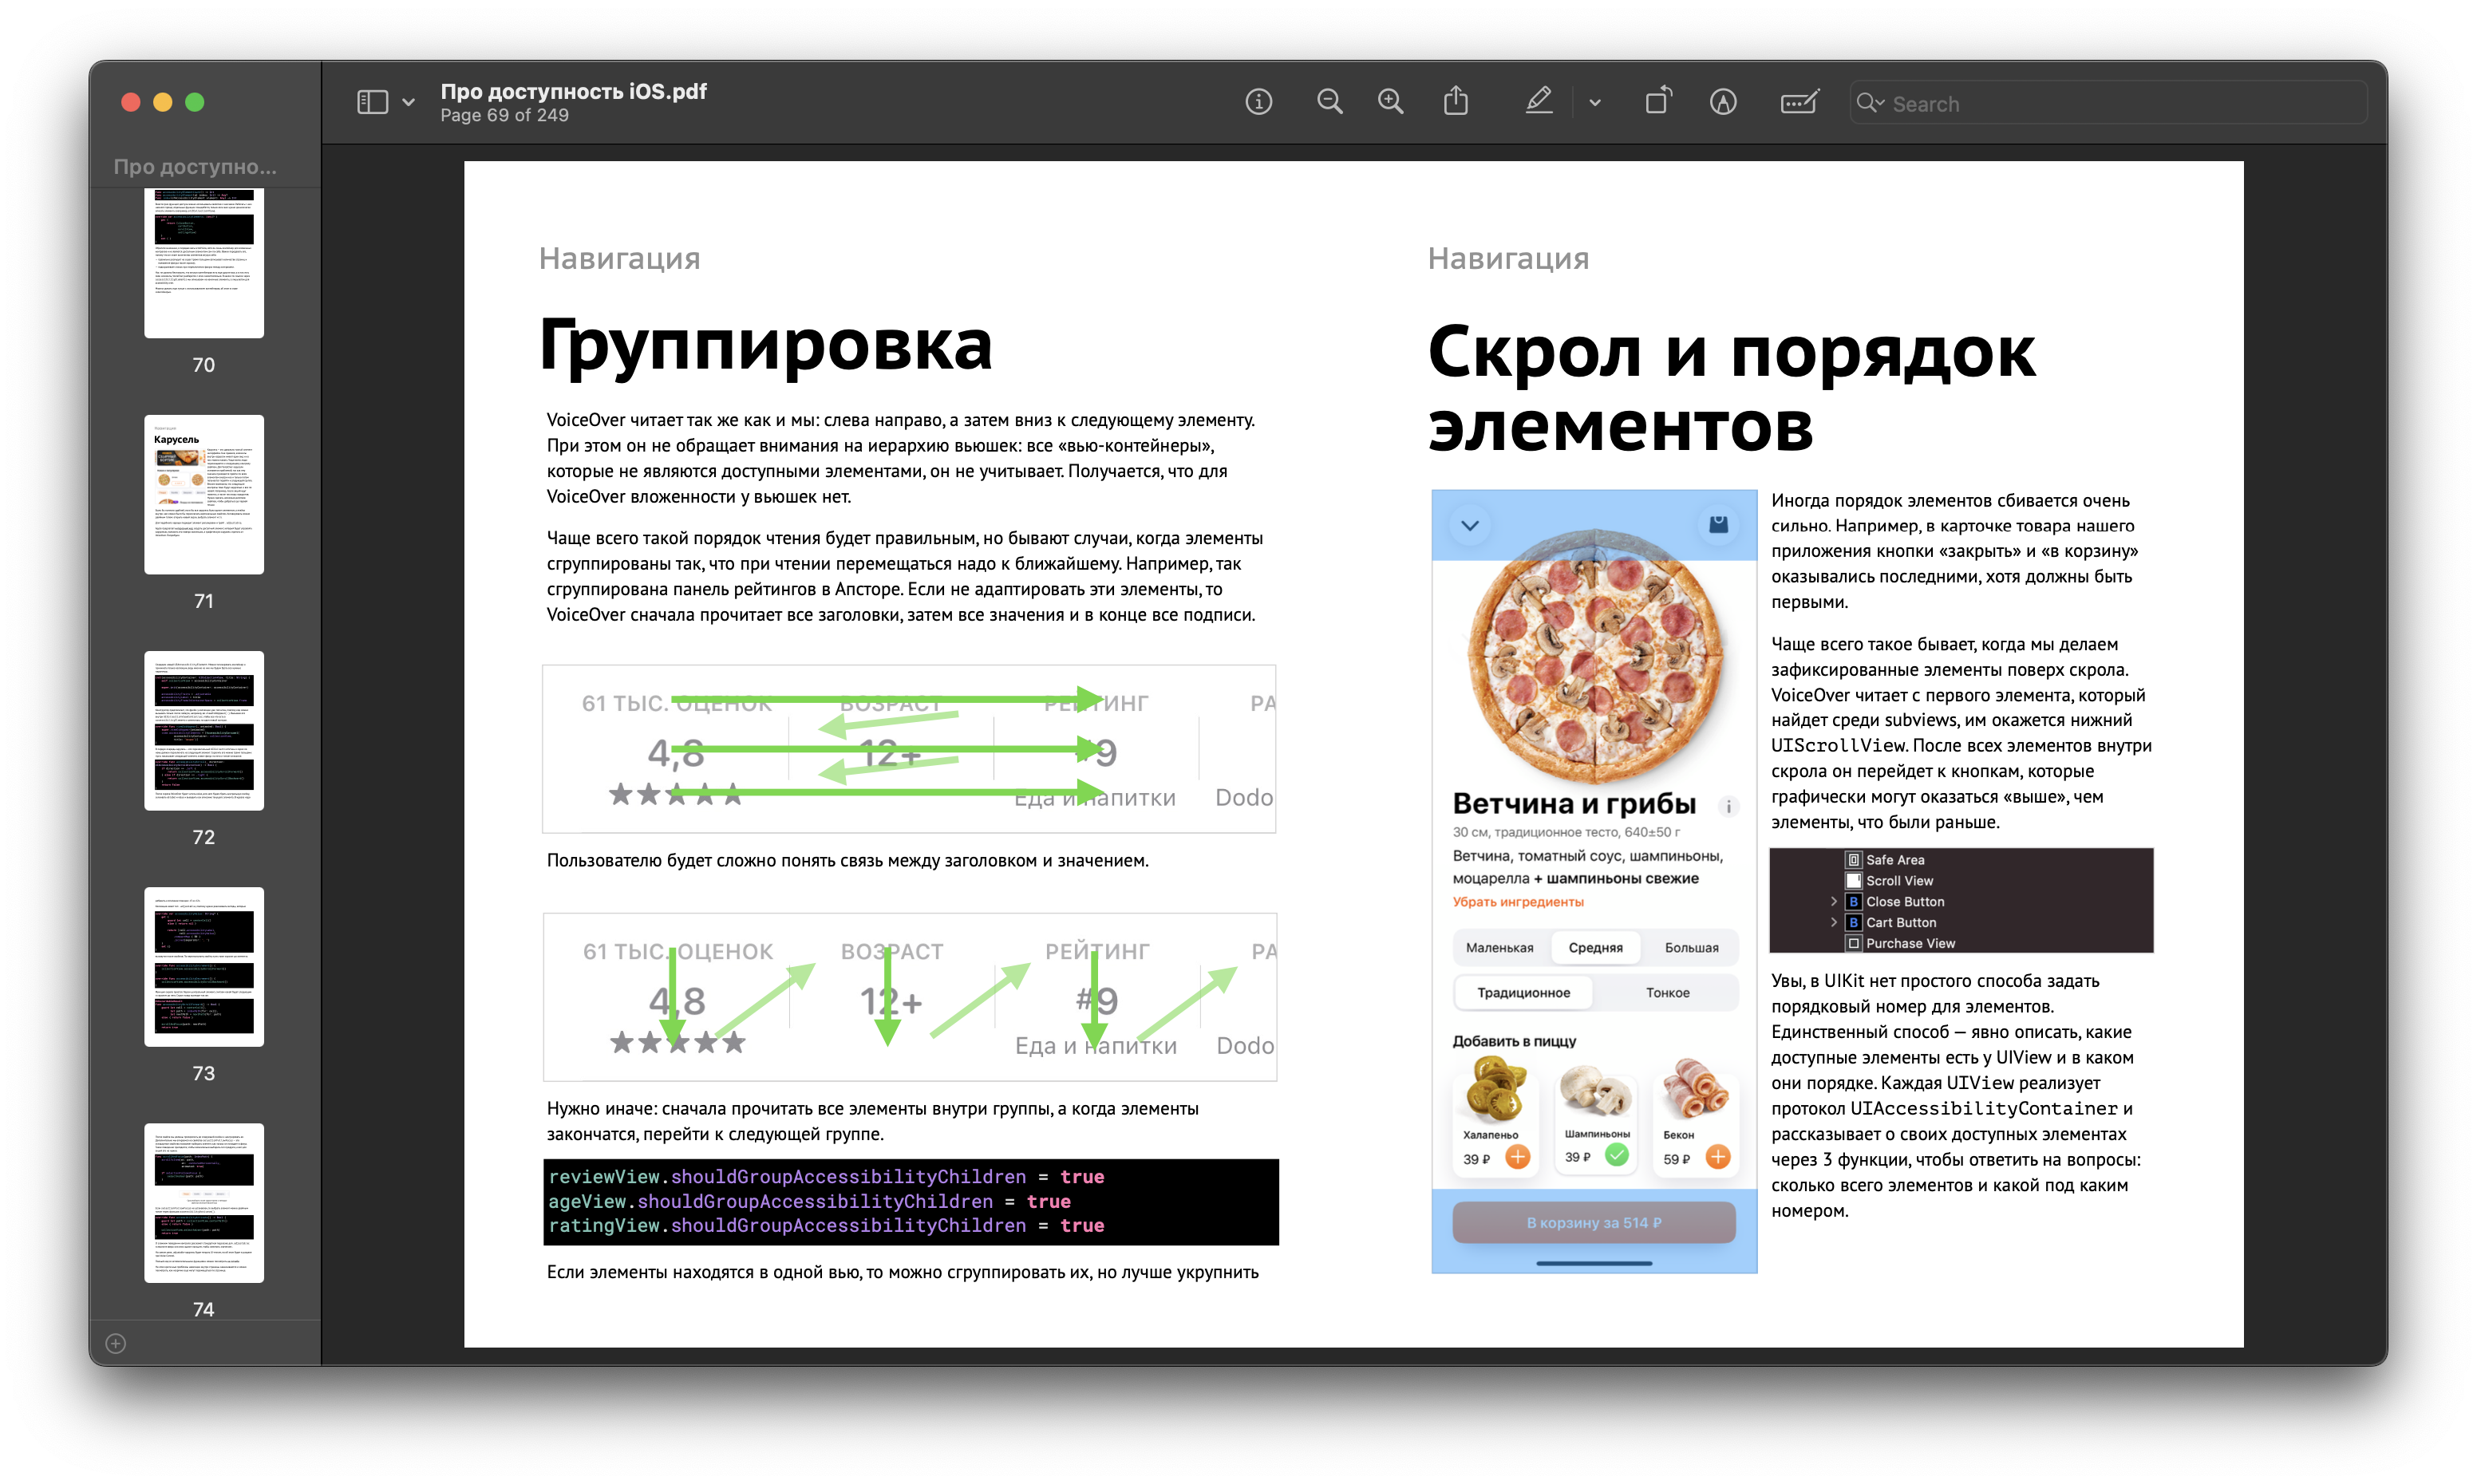 Про доступность iOS.pdf
Page 69 of 249
Search
Про доступно...
70
Карусель
71
72
73
74
Навигация
Группировка
VoiceOver читает так же как и мы: слева направо, а затем вниз к следующему элементу.
При этом он не обращает внимания на иерархию вьюшек: все «вью-контейнеры»,
которые не являются доступными элементами, он не учитывает. Получается, что для
VoiceOver вложенности у вьюшек нет.
Чаще всего такой порядок чтения будет правильным, но бывают случаи, когда элементы
сгруппированы так, что при чтении перемещаться надо к ближайшему. Например, так
сгруппирована панель рейтингов в Апсторе. Если не адаптировать эти элементы, то
VoiceOver сначала прочитает все заголовки, затем все значения и в конце все подписи.
61 ТЫС. ОЦЕНОК ВОЗРАСТ РЕЙТИНГ РА
4,8 12+ #9
Еда и напитки Dodo
Пользователю будет сложно понять связь между заголовком и значением.
61 ТЫС. ОЦЕНОК ВОЗРАСТ РЕЙТИНГ РА
4,8 12+ #9
Еда и напитки Dodo
Нужно иначе: сначала прочитать все элементы внутри группы, а когда элементы
закончатся, перейти к следующей группе.
reviewView.shouldGroupAccessibilityChildren = true
ageView.shouldGroupAccessibilityChildren = true
ratingView.shouldGroupAccessibilityChildren = true
Если элементы находятся в одной вью, то можно сгруппировать их, но лучше укрупнить
Навигация
Скрол и порядок
элементов
Ветчина и грибы
30 см, традиционное тесто, 640±50 г
Ветчина, томатный соус, шампиньоны,
моцарелла + шампиньоны свежие
Убрать ингредиенты
Маленькая Средняя Большая
Традиционное Тонкое
Добавить в пиццу
Халапеньо Шампиньоны Бекон
39 ₽ 39 ₽ 59 ₽
В корзину за 514 ₽
Иногда порядок элементов сбивается очень
сильно. Например, в карточке товара нашего
приложения кнопки «закрыть» и «в корзину»
оказывались последними, хотя должны быть
первыми.
Чаще всего такое бывает, когда мы делаем
зафиксированные элементы поверх скрола.
VoiceOver читает с первого элемента, который
найдет среди subviews, им окажется нижний
UIScrollView. После всех элементов внутри
скрола он перейдет к кнопкам, которые
графически могут оказаться «выше», чем
элементы, что были раньше.
Safe Area
Scroll View
B Close Button
B Cart Button
Purchase View
Увы, в UIKit нет простого способа задать
порядковый номер для элементов.
Единственный способ — явно описать, какие
доступные элементы есть у UIView и в каком
они порядке. Каждая UIView реализует
протокол UIAccessibilityContainer и
рассказывает о своих доступных элементах
через 3 функции, чтобы ответить на вопросы:
сколько всего элементов и какой под каким
номером.